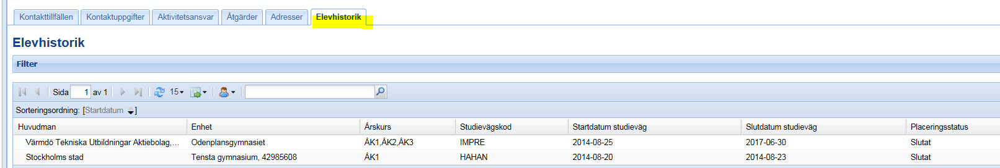 Kontakttillfällen Kontaktuppgifter Aktivitetsansvar Åtgärder Adresser Elevhistorik
Elevhistorik
Filter
Sida 1 av 1 15
Sorteringsordning: [Startdatum ]
Huvudman Enhet Årskurs Studievägskod Startdatum studieväg Slutdatum studieväg Placeringsstatus
Värmdö Tekniska Utbildningar Aktiebolag,... Odenplansgymnasiet ÅK1,ÅK2,ÅK3 IMPRE 2014-08-25 2017-06-30 Slutat
Stockholms stad Tensta gymnasium, 42985608 ÅK1 HAHAN 2014-08-20 2014-08-23 Slutat